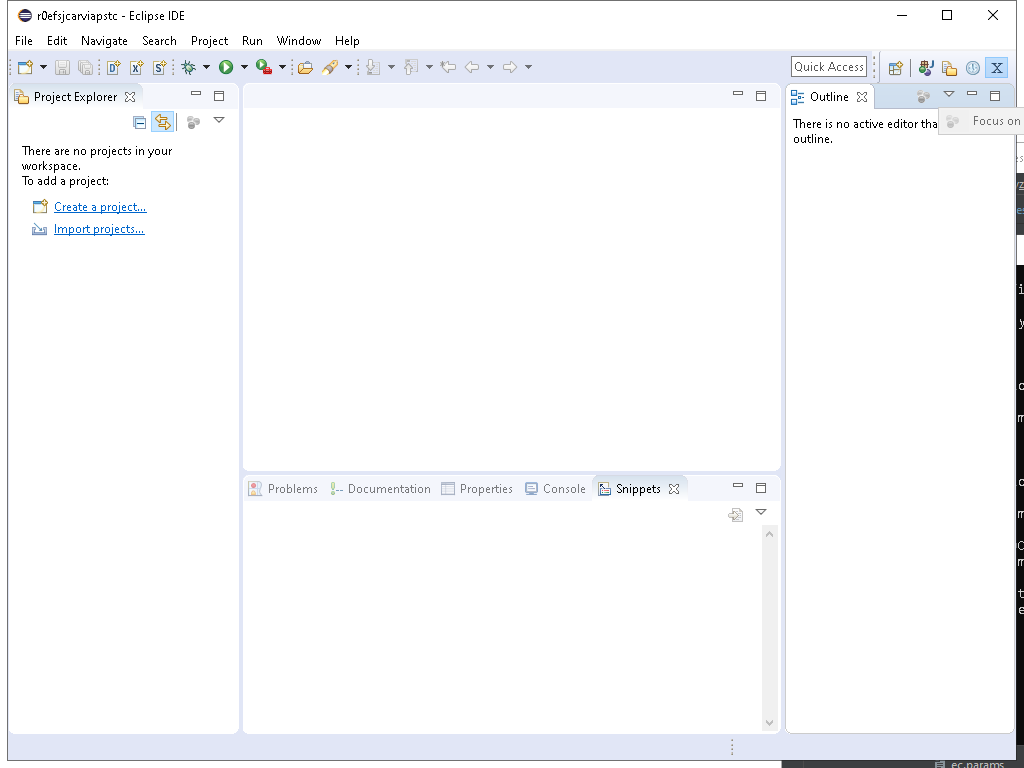 r0efsjcarviapstc - Eclipse IDE
File Edit Navigate Search Project Run Window Help
Quick Access
Project Explorer
Outline
There are no projects in your
workspace.
To add a project:
Create a project...
Import projects...
There is no active editor tha
outline.
Focus on
Problems Documentation Properties Console Snippets
ec.params